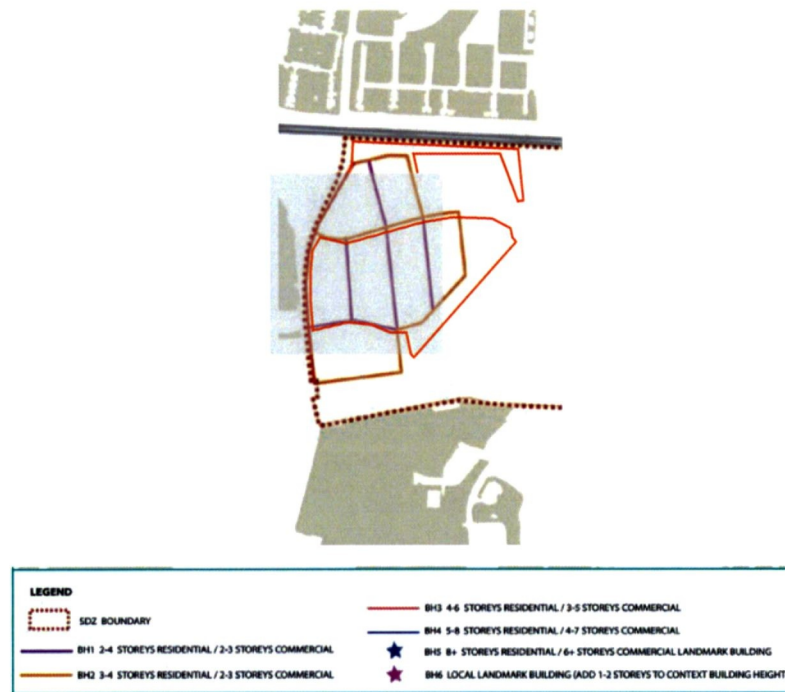 LEGEND
SDZ BOUNDARY
BH1 2-4 STOREYS RESIDENTIAL / 2-3 STOREYS COMMERCIAL
BH2 3-4 STOREYS RESIDENTIAL / 2-3 STOREYS COMMERCIAL
BH3 4-6 STOREYS RESIDENTIAL / 3-5 STOREYS COMMERCIAL
BH4 5-8 STOREYS RESIDENTIAL / 4-7 STOREYS COMMERCIAL
BH5 8+ STOREYS RESIDENTIAL / 6+ STOREYS COMMERCIAL LANDMARK BUILDING
BH6 LOCAL LANDMARK BUILDING (ADD 1-2 STOREYS TO CONTEXT BUILDING HEIGHT